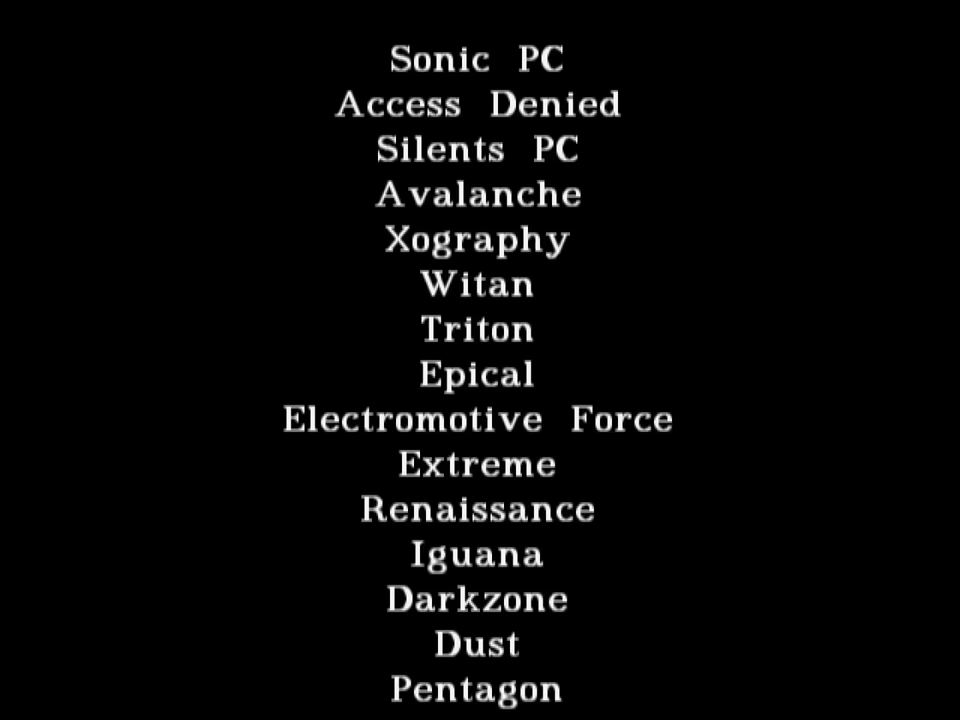 Sonic PC
Access Denied
Silents PC
Avalanche
Xography
Witan
Triton
Epical
Electromotive Force
Extreme
Renaissance
Iguana
Darkzone
Dust
Pentagon